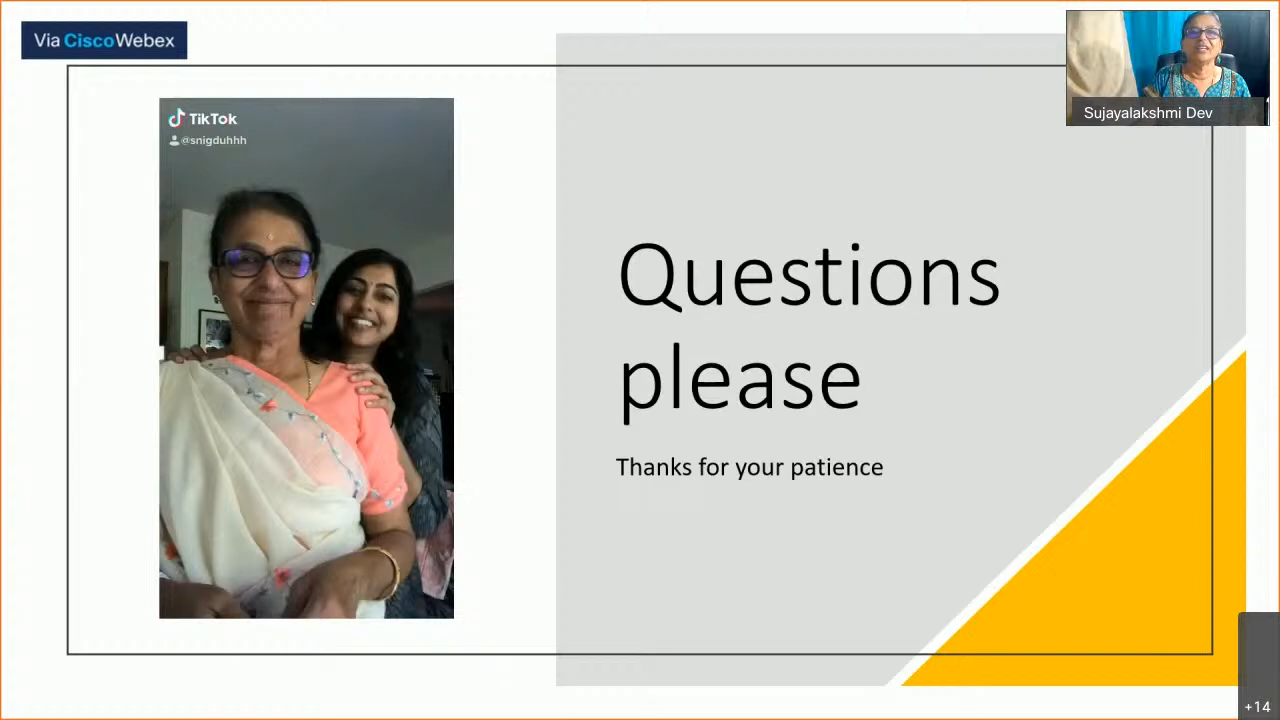 Via CiscoWebex
TikTok
@snigduhhh
Sujayalakshmi Dev
Questions
please
Thanks for your patience
+14